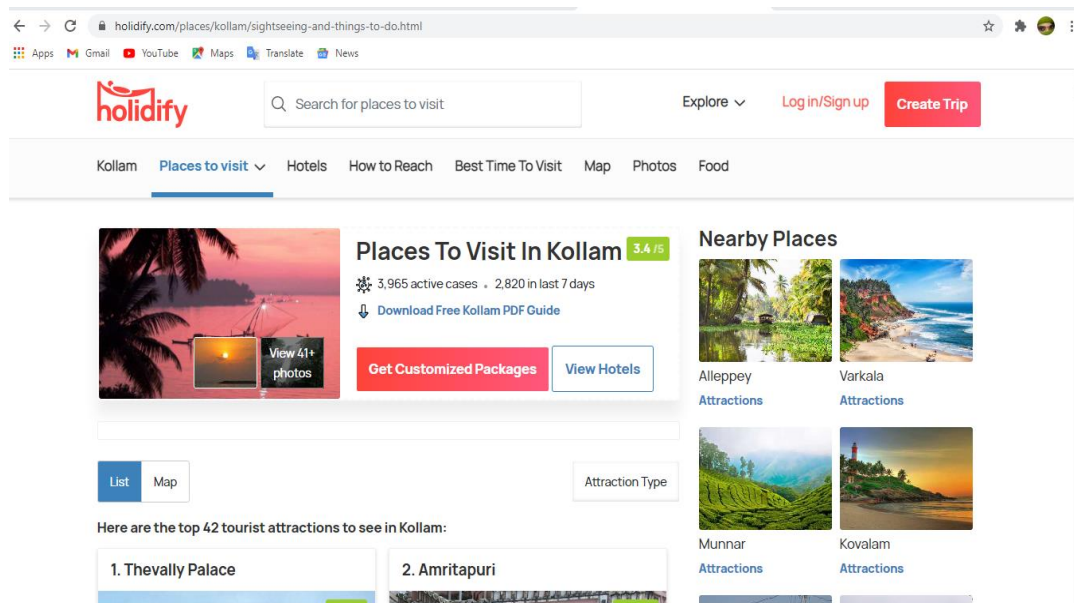 holidify.com/places/kollam/sightseeing-and-things-to-do.html
Apps Gmail YouTube Maps Translate News
holidify
Search for places to visit
Explore Log in/Sign up Create Trip
Kollam Places to visit Hotels How to Reach Best Time To Visit Map Photos Food
Places To Visit In Kollam 3.4 /5
3,965 active cases . 2,820 in last 7 days
Download Free Kollam PDF Guide
View 41+
photos
Get Customized Packages View Hotels
List Map Attraction Type
Here are the top 42 tourist attractions to see in Kollam:
1. Thevally Palace 2. Amritapuri
Nearby Places
Alleppey Varkala
Attractions Attractions
Munnar Kovalam
Attractions Attractions